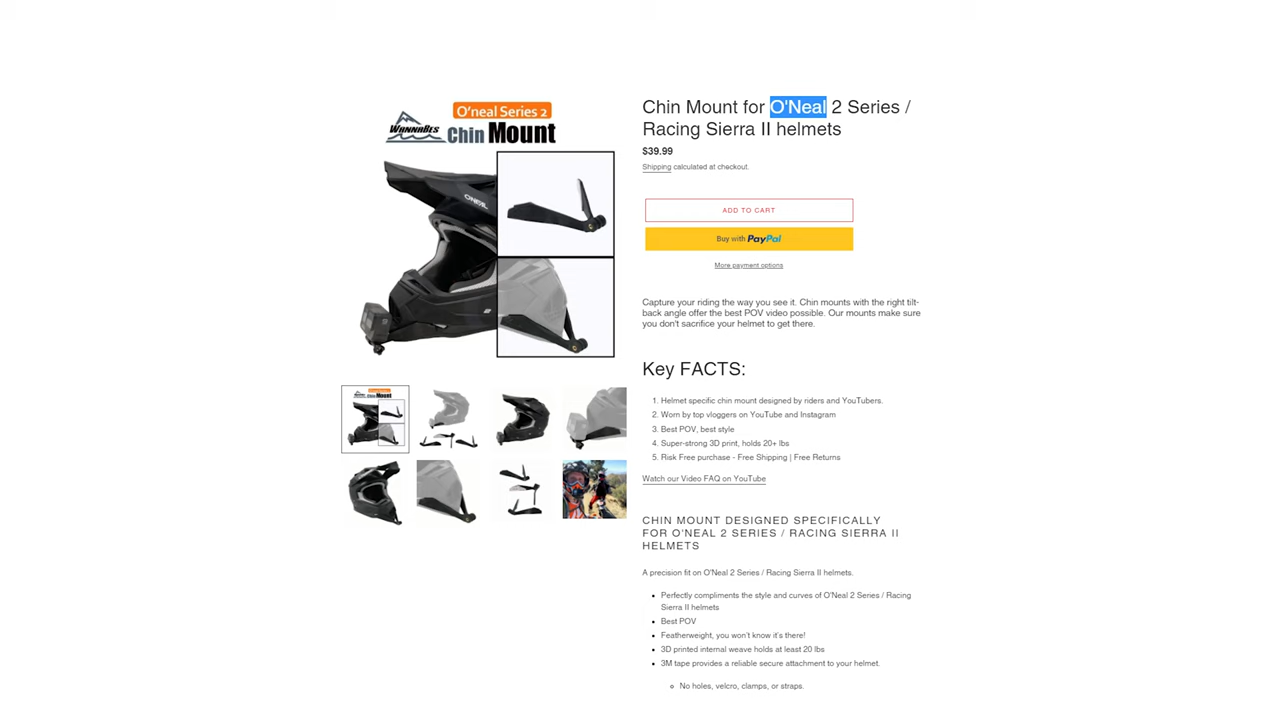 O'neal Series 2
WANNABES Chin Mount
O'NEAL
Chin Mount for O'Neal 2 Series /
Racing Sierra II helmets
$39.99
Shipping calculated at checkout.
ADD TO CART
Buy with PayPal
More payment options
Capture your riding the way you see it. Chin mounts with the right tilt-
back angle offer the best POV video possible. Our mounts make sure
you don't sacrifice your helmet to get there.
Key FACTS:
1. Helmet specific chin mount designed by riders and YouTubers.
2. Worn by top vloggers on YouTube and Instagram
3. Best POV, best style
4. Super-strong 3D print, holds 20+ lbs
5. Risk Free purchase - Free Shipping | Free Returns
Watch our Video FAQ on YouTube
CHIN MOUNT DESIGNED SPECIFICALLY
FOR O'NEAL 2 SERIES / RACING SIERRA II
HELMETS
A precision fit on O'Neal 2 Series / Racing Sierra II helmets.
Perfectly compliments the style and curves of O'Neal 2 Series / Racing
Sierra II helmets
Best POV
Featherweight, you won't know it's there!
3D printed internal weave holds at least 20 lbs
3M tape provides a reliable secure attachment to your helmet.
No holes, velcro, clamps, or straps.